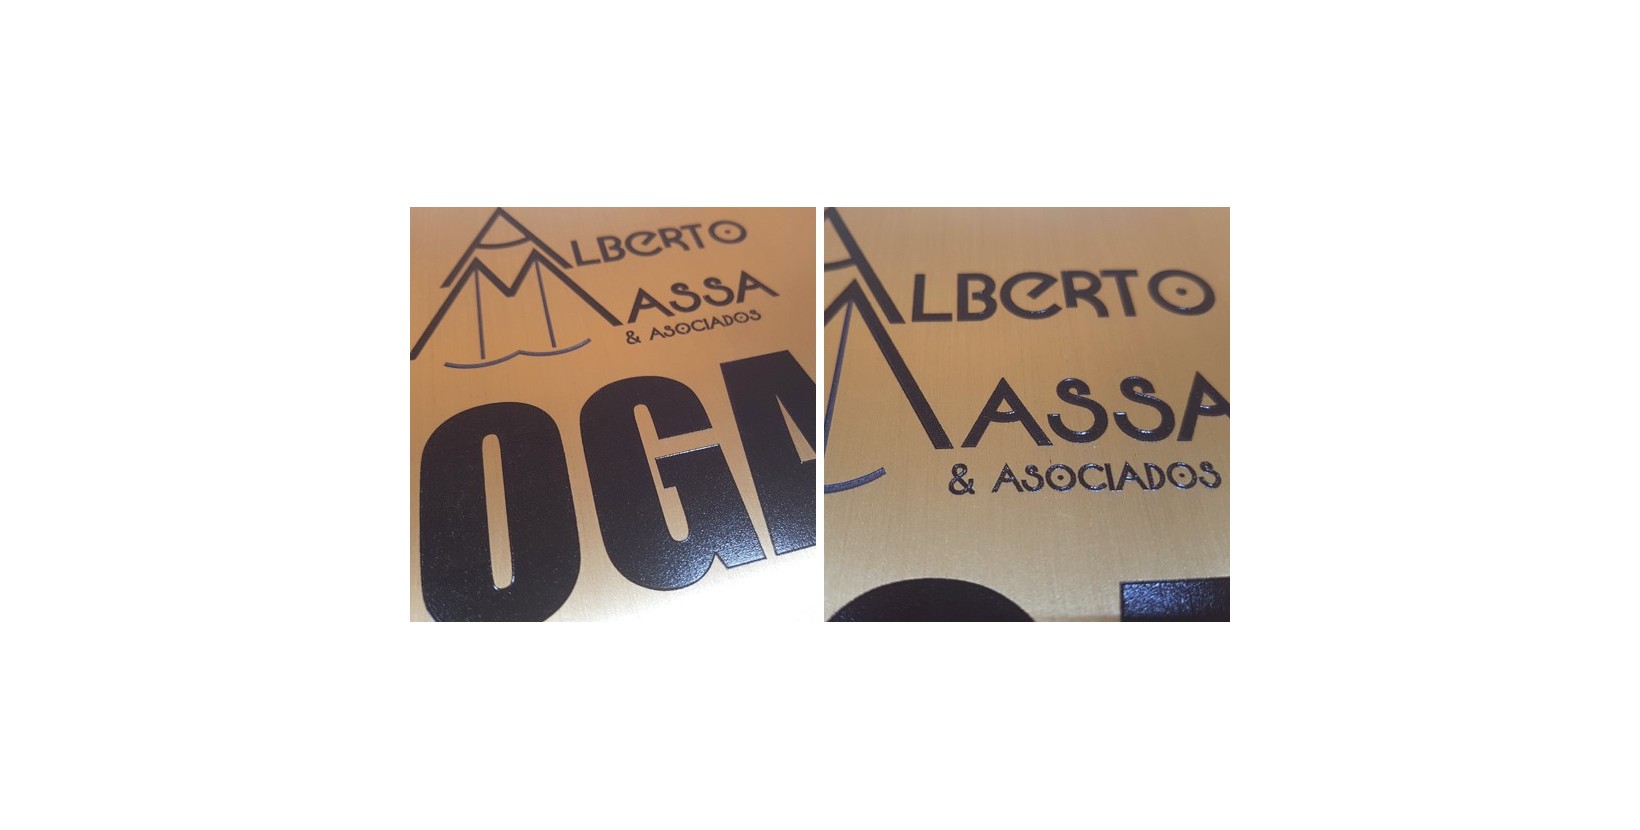 ALBERTO
MASSA
& ASOCIADOS
OGA
ALBERTO
MASSA
& ASOCIADOS